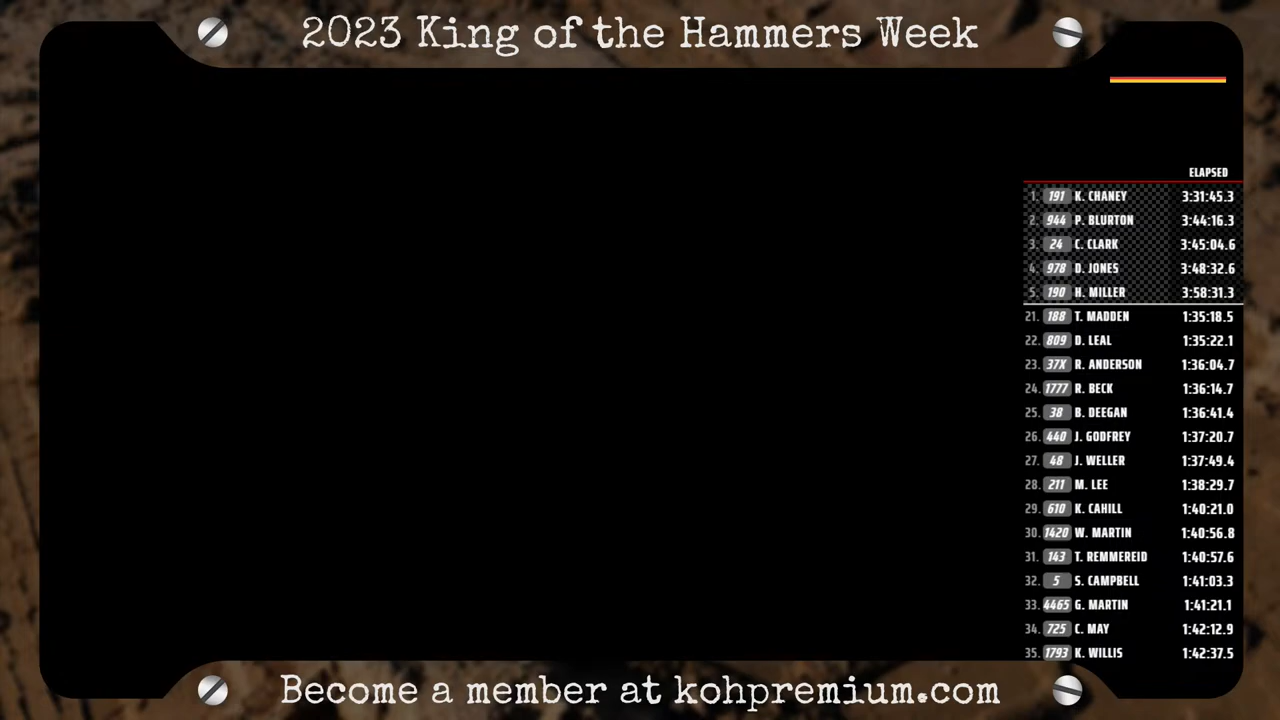 2023 King of the Hammers Week
ELAPSED
1. 191 K. CHANEY 3:31:45.3
2. 944 P. BLURTON 3:44:16.3
3. 24 C. CLARK 3:45:04.6
4. 978 D. JONES 3:48:32.6
5. 190 H. MILLER 3:58:31.3
21. 188 T. MADDEN 1:35:18.5
22. 809 D. LEAL 1:35:22.1
23. 37X R. ANDERSON 1:36:04.7
24. 1777 R. BECK 1:36:14.7
25. 38 B. DEEGAN 1:36:41.4
26. 440 J. GODFREY 1:37:20.7
27. 48 J. WELLER 1:37:49.4
28. 211 M. LEE 1:38:29.7
29. 610 K. CAHILL 1:40:21.0
30. 1420 W. MARTIN 1:40:56.8
31. 143 T. REMMEREID 1:40:57.6
32. 5 S. CAMPBELL 1:41:03.3
33. 4465 G. MARTIN 1:41:21.1
34. 725 C. MAY 1:42:12.9
35. 1793 K. WILLIS 1:42:37.5
Become a member at kohpremium.com